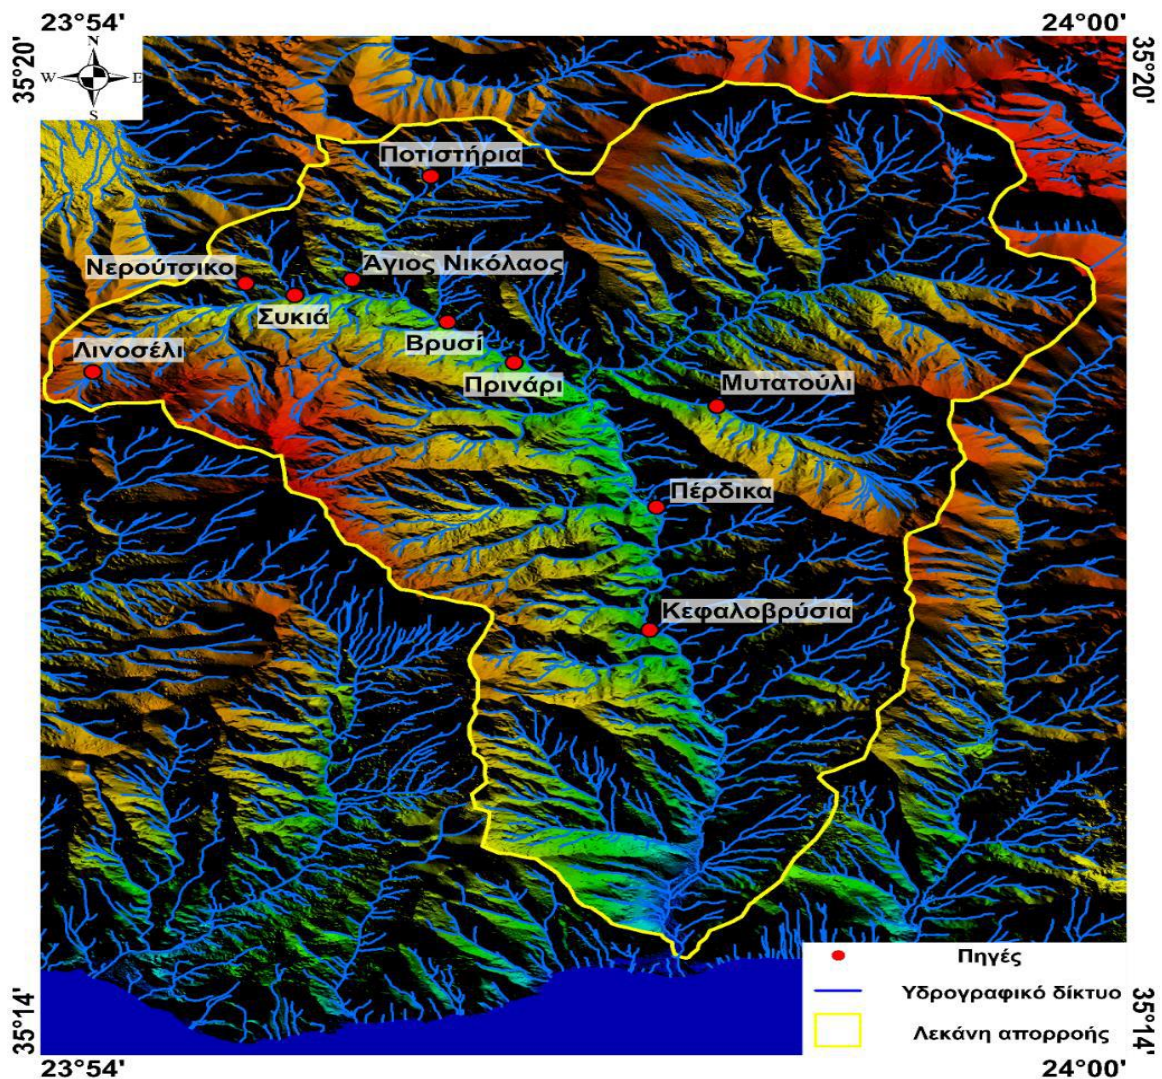 23°54'
24°00'
35°20'
35°20'
N
W
E
S
Ποτιστήρια
Νερούτσικο
Άγιος Νικόλαος
Συκιά
Βρυσί
Λινοσέλι
Πρινάρι
Μυτατούλι
Πέρδικα
Κεφαλοβρύσια
Πηγές
Υδρογραφικό δίκτυο
Λεκάνη απορροής
35°14'
35°14'
23°54'
24°00'